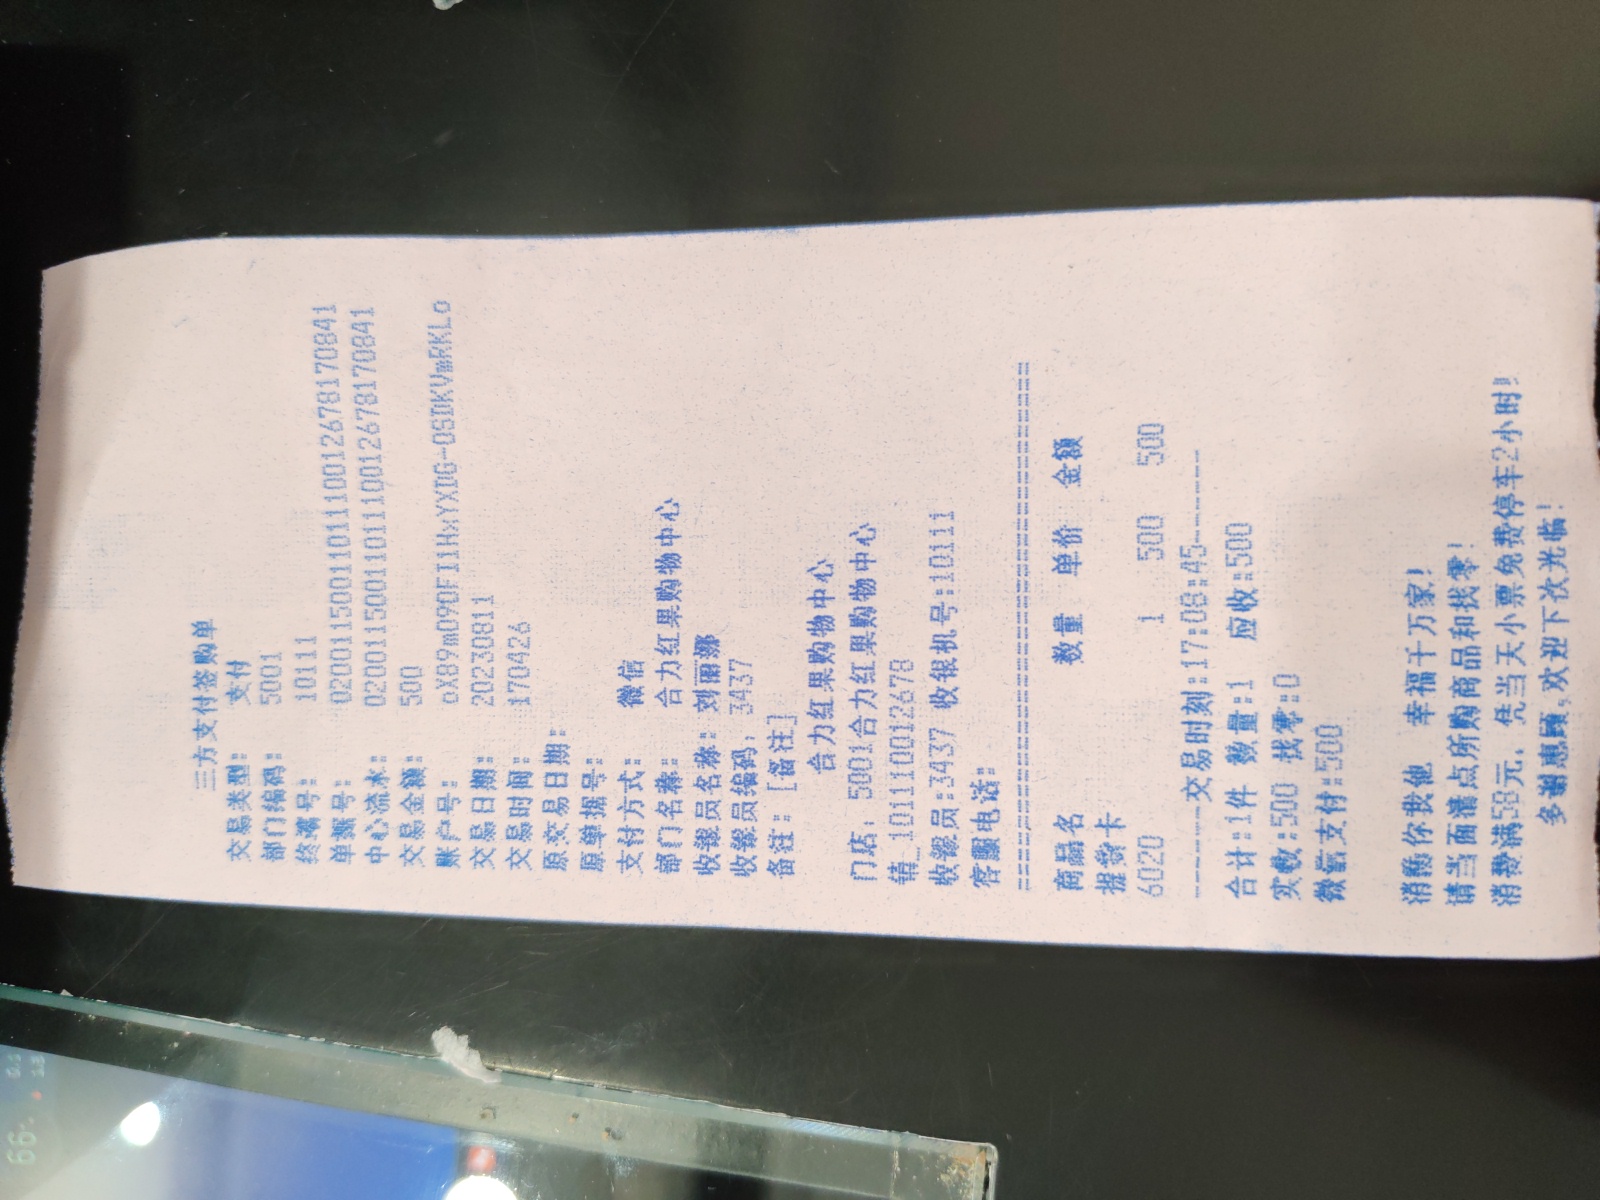 三方支付签购单
交易类型: 支付
部门编码: 5001
终端号: 10111
单据号: 020011500110111001267817084​1
中心流水: 020011500110111001267817084​1
交易金额: 500
账户号: oX89mO9DFI1HxYXDG-OSDKVmRKLo
交易日期: 20230811
交易时间: 170426
原交易日期:
原单据号:
支付方式: 微信
部门名称: 合力红果购物中心
收银员名称: 刘丽娜
收银员编码: 3437
备注: [备注]
合力红果购物中心
门店: 5001合力红果购物中心
销_101110012678
收银员:3437 收银机号:10111
客服电话:
================================
商品名 数量 单价 金额
提货卡
6020 1 500 500
------交易时刻:17:08:45------
合计:1件 数量:1 应收:500
实收:500 找零:0
微信支付:500
消费你我他 幸福千万家!
请当面清点所购商品和找零!
消费满58元, 凭当天小票免费停车2小时!
多谢惠顾,欢迎下次光临!
66.